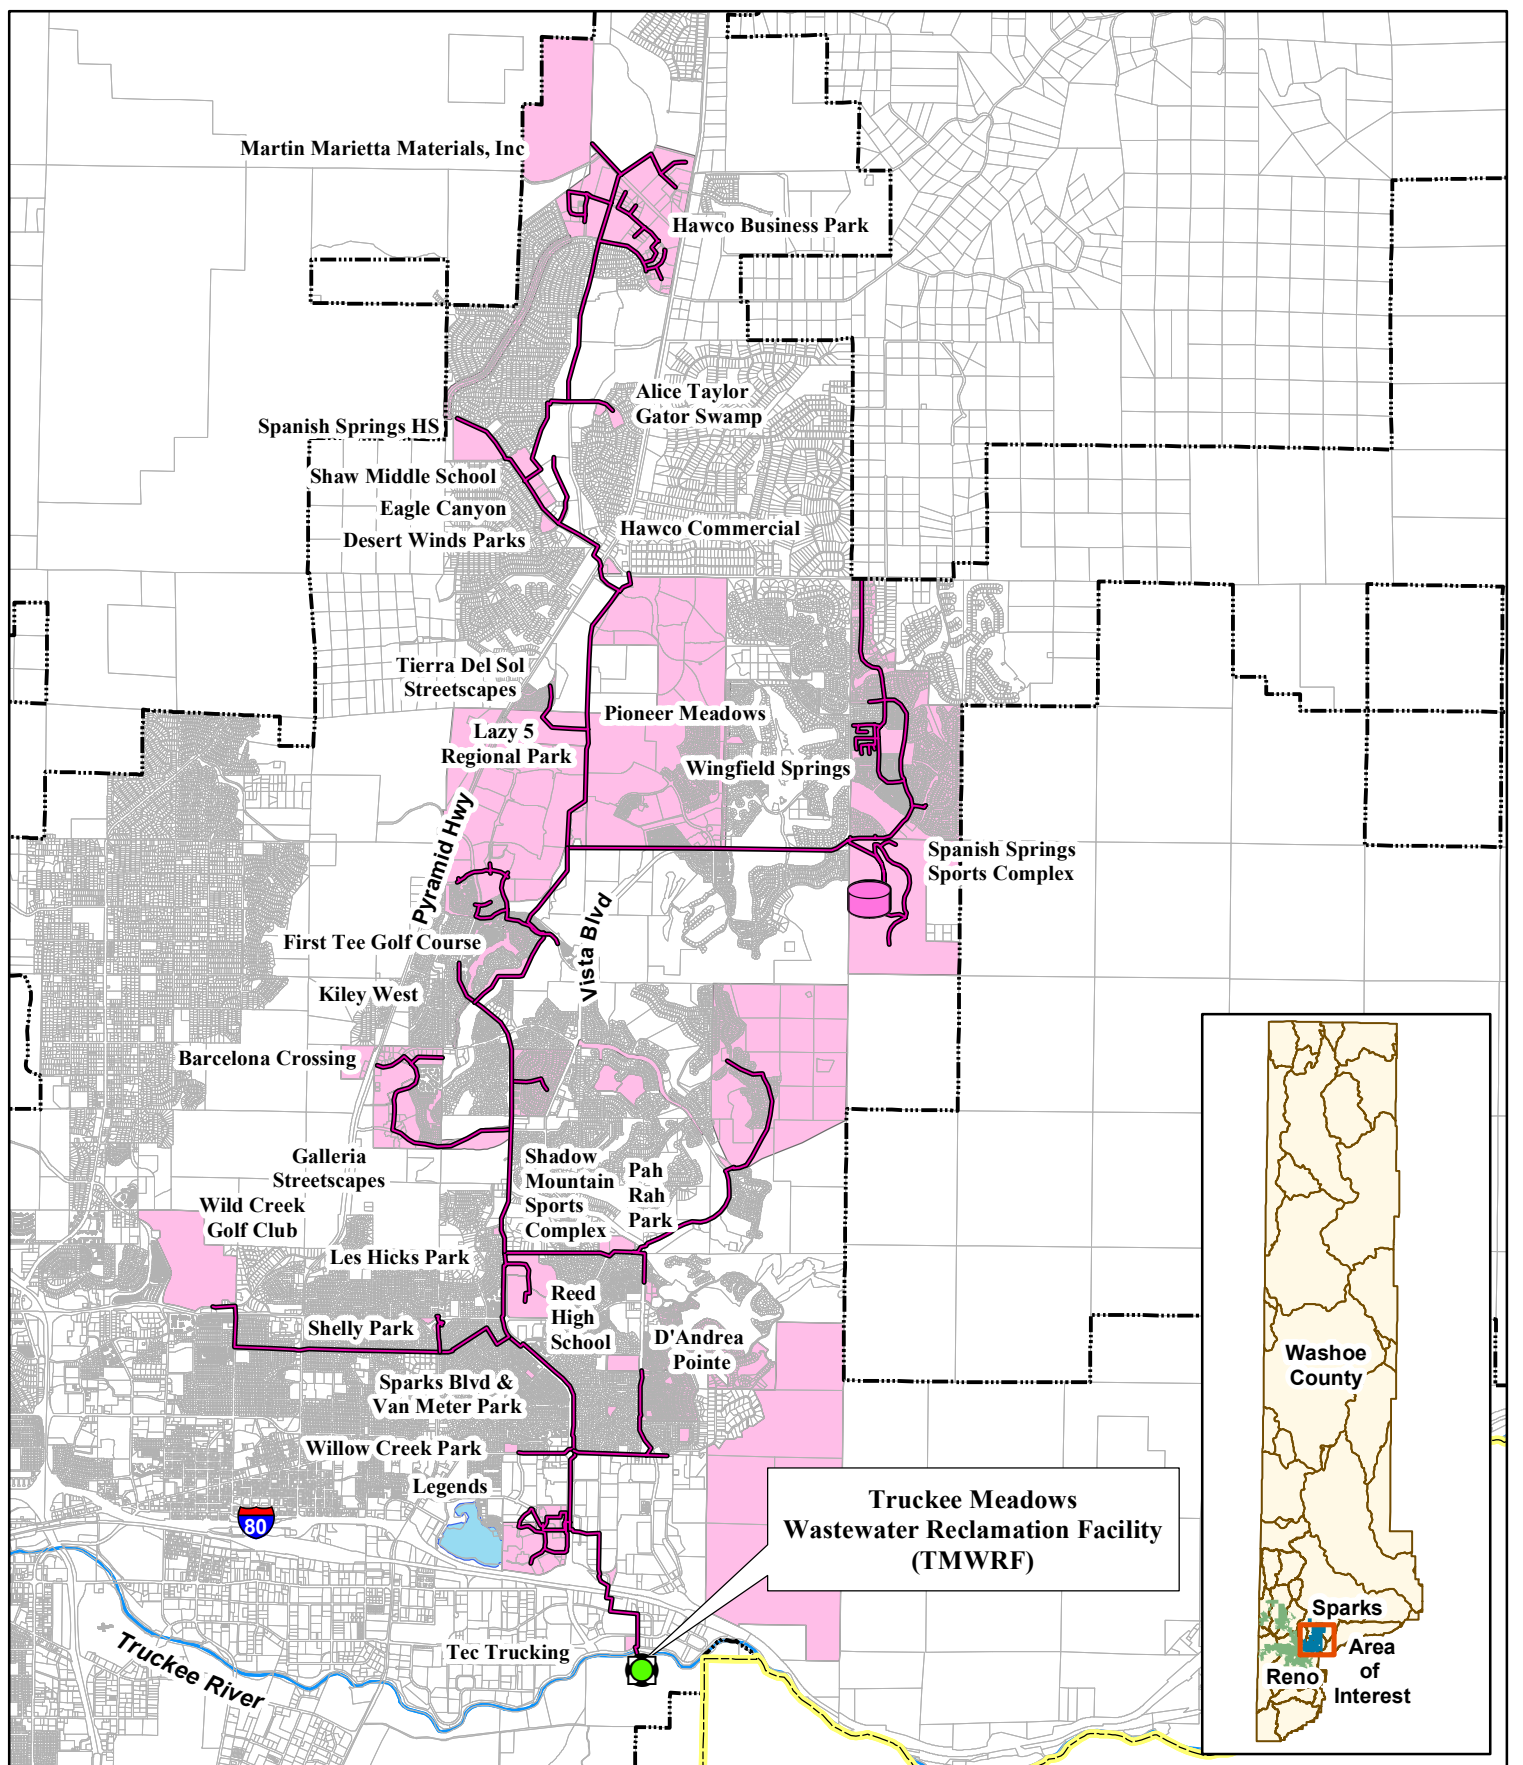 Martin Marietta Materials, Inc
Hawco Business Park
Alice Taylor
Gator Swamp
Spanish Springs HS
Shaw Middle School
Eagle Canyon
Hawco Commercial
Desert Winds Parks
Tierra Del Sol
Streetscapes
Pioneer Meadows
Lazy 5
Regional Park
Wingfield Springs
Pyramid Hwy
Spanish Springs
Sports Complex
Vista Blvd
First Tee Golf Course
Kiley West
Barcelona Crossing
Galleria
Streetscapes
Shadow
Mountain
Sports
Complex
Pah
Rah
Park
Wild Creek
Golf Club
Les Hicks Park
Reed
High
School
Shelly Park
D'Andrea
Pointe
Sparks Blvd &
Van Meter Park
Willow Creek Park
Legends
80
Truckee Meadows
Wastewater Reclamation Facility
(TMWRF)
Tec Trucking
Truckee River
Washoe
County
Sparks
Reno
Area
of
Interest